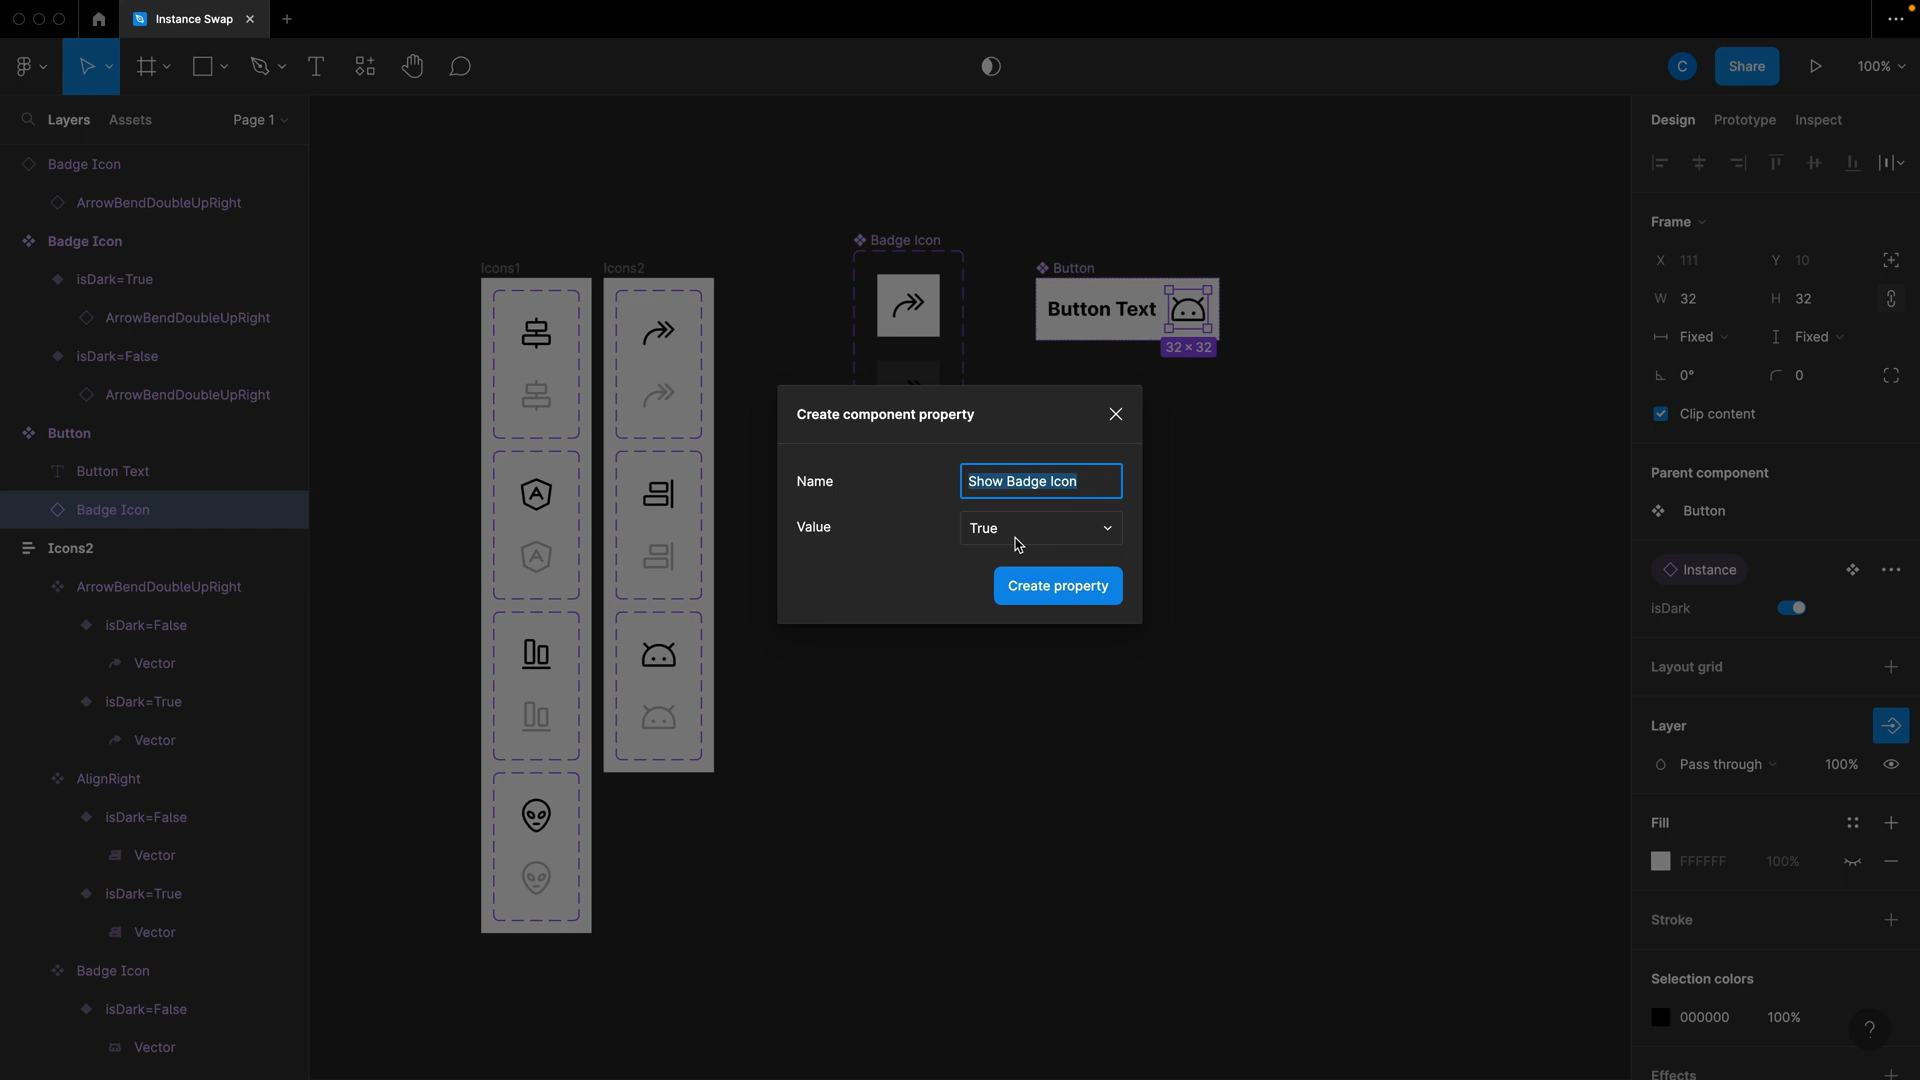 Instance Swap
C
Share
100%
Layers
Assets
Page 1
Badge Icon
ArrowBendDoubleUpRight
Badge Icon
isDark=True
ArrowBendDoubleUpRight
isDark=False
ArrowBendDoubleUpRight
Button
Button Text
Badge Icon
Icons2
ArrowBendDoubleUpRight
isDark=False
Vector
isDark=True
Vector
AlignRight
isDark=False
Vector
isDark=True
Vector
Badge Icon
isDark=False
Vector
Icons1
Icons2
Badge Icon
Button
Button Text
32 × 32
Create component property
Name
Show Badge Icon
Value
True
Create property
Design
Prototype
Inspect
Frame
X 111
Y 10
W 32
H 32
Fixed
Fixed
0°
0
Clip content
Parent component
Button
Instance
isDark
Layout grid
Layer
Pass through
100%
Fill
FFFFFF
100%
Stroke
Selection colors
000000
100%
?
Effects